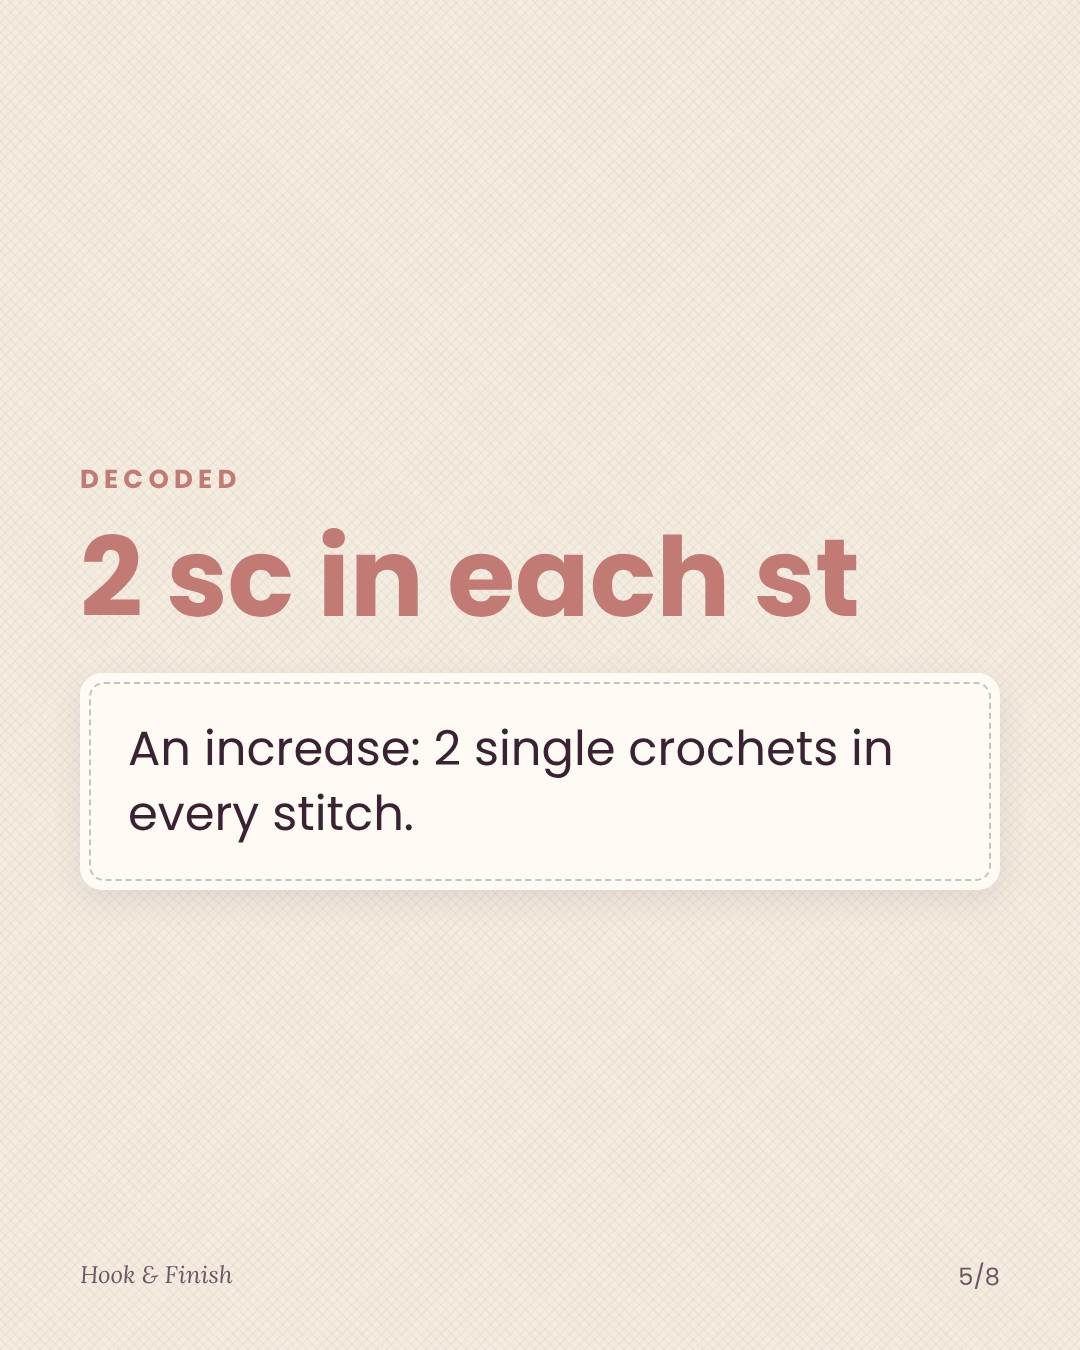 DECODED
2 sc in each st
An increase: 2 single crochets in
every stitch.
Hook & Finish
5/8